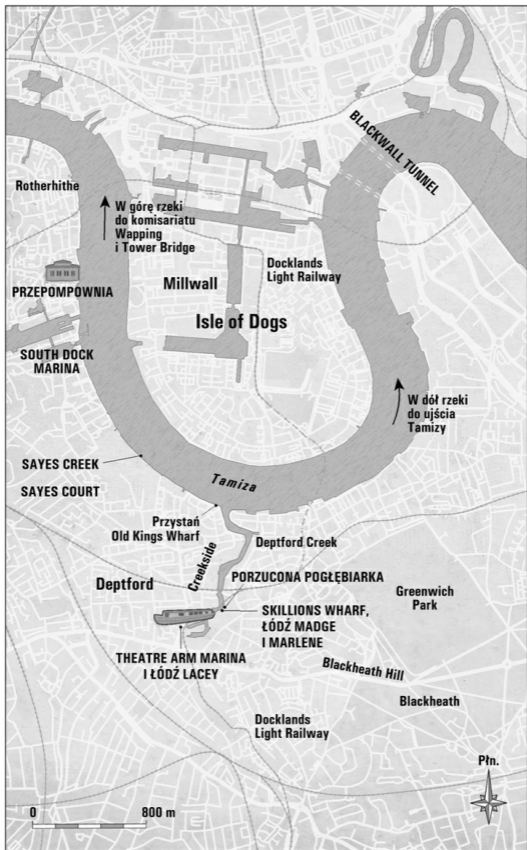 BLACKWALL TUNNEL
Rotherhithe
W górę rzeki
do komisariatu
Wapping
i Tower Bridge
Docklands
Light Railway
Millwall
PRZEPOMPOWNIA
Isle of Dogs
SOUTH DOCK
MARINA
W dół rzeki
do ujścia
Tamizy
SAYES CREEK
Tamiza
SAYES COURT
Przystań
Old Kings Wharf
Deptford Creek
Creekside
PORZUCONA POGŁĘBIARKA
Deptford
Greenwich
Park
SKILLIONS WHARF,
ŁÓDŹ MADGE
I MARLENE
THEATRE ARM MARINA
I ŁÓDŹ LACEY
Blackheath Hill
Blackheath
Docklands
Light Railway
Płn.
0 800 m